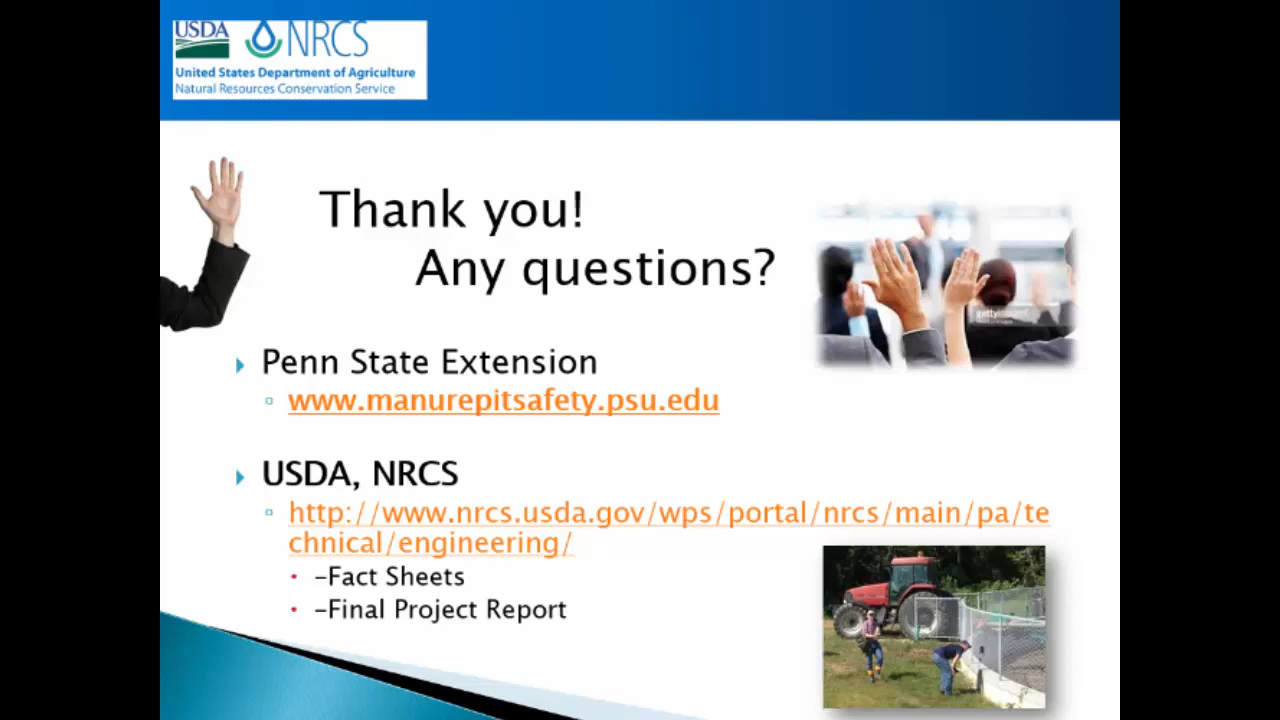 USDA NRCS
United States Department of Agriculture
Natural Resources Conservation Service
Thank you!
Any questions?
gettyimages
Penn State Extension
www.manurepitsafety.psu.edu
USDA, NRCS
http://www.nrcs.usda.gov/wps/portal/nrcs/main/pa/te
chnical/engineering/
-Fact Sheets
-Final Project Report